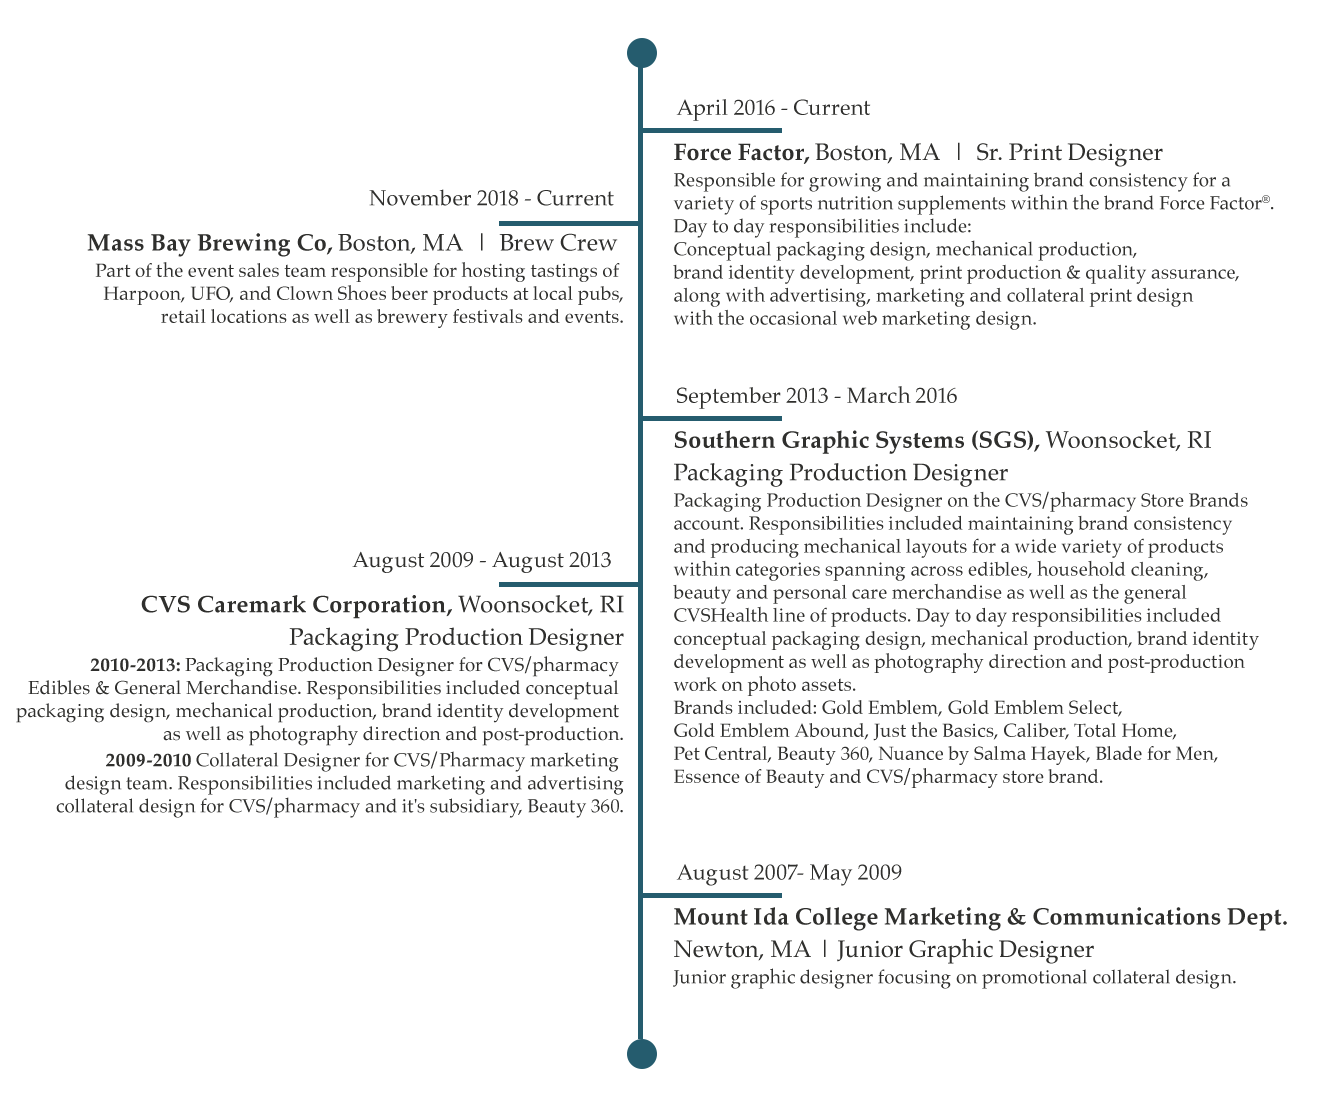 April 2016 - Current
Force Factor, Boston, MA | Sr. Print Designer
Responsible for growing and maintaining brand consistency for a
variety of sports nutrition supplements within the brand Force Factor®.
Day to day responsibilities include:
Conceptual packaging design, mechanical production,
brand identity development, print production & quality assurance,
along with advertising, marketing and collateral print design
with the occasional web marketing design.
November 2018 - Current
Mass Bay Brewing Co, Boston, MA | Brew Crew
Part of the event sales team responsible for hosting tastings of
Harpoon, UFO, and Clown Shoes beer products at local pubs,
retail locations as well as brewery festivals and events.
September 2013 - March 2016
Southern Graphic Systems (SGS), Woonsocket, RI
Packaging Production Designer
Packaging Production Designer on the CVS/pharmacy Store Brands
account. Responsibilities included maintaining brand consistency
and producing mechanical layouts for a wide variety of products
within categories spanning across edibles, household cleaning,
beauty and personal care merchandise as well as the general
CVSHealth line of products. Day to day responsibilities included
conceptual packaging design, mechanical production, brand identity
development as well as photography direction and post-production
work on photo assets.
Brands included: Gold Emblem, Gold Emblem Select,
Gold Emblem Abound, Just the Basics, Caliber, Total Home,
Pet Central, Beauty 360, Nuance by Salma Hayek, Blade for Men,
Essence of Beauty and CVS/pharmacy store brand.
August 2009 - August 2013
CVS Caremark Corporation, Woonsocket, RI
Packaging Production Designer
2010-2013: Packaging Production Designer for CVS/pharmacy
Edibles & General Merchandise. Responsibilities included conceptual
packaging design, mechanical production, brand identity development
as well as photography direction and post-production.
2009-2010 Collateral Designer for CVS/Pharmacy marketing
design team. Responsibilities included marketing and advertising
collateral design for CVS/pharmacy and it's subsidiary, Beauty 360.
August 2007- May 2009
Mount Ida College Marketing & Communications Dept.
Newton, MA | Junior Graphic Designer
Junior graphic designer focusing on promotional collateral design.